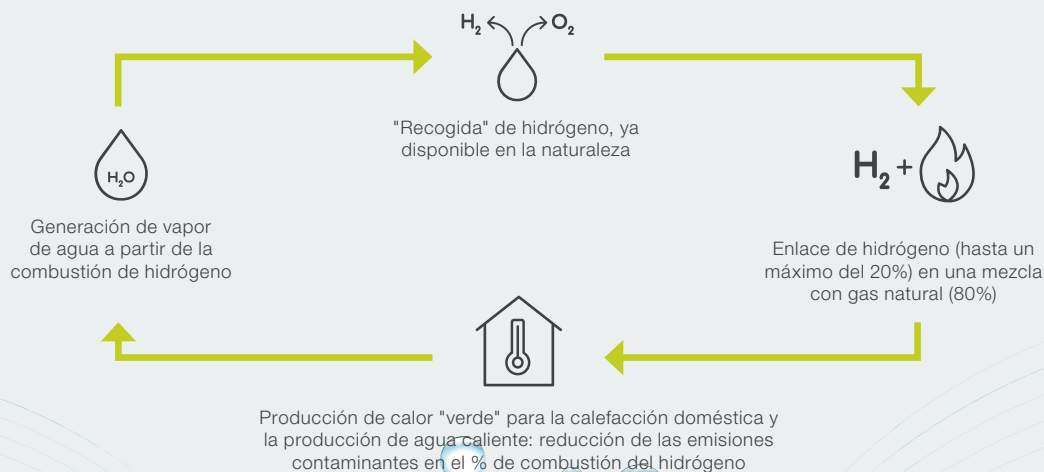 H₂ O₂
"Recogida" de hidrógeno, ya
disponible en la naturaleza
H₂ +
Enlace de hidrógeno (hasta un
máximo del 20%) en una mezcla
con gas natural (80%)
Producción de calor "verde" para la calefacción doméstica y
la producción de agua caliente: reducción de las emisiones
contaminantes en el % de combustión del hidrógeno
H₂O
Generación de vapor
de agua a partir de la
combustión de hidrógeno